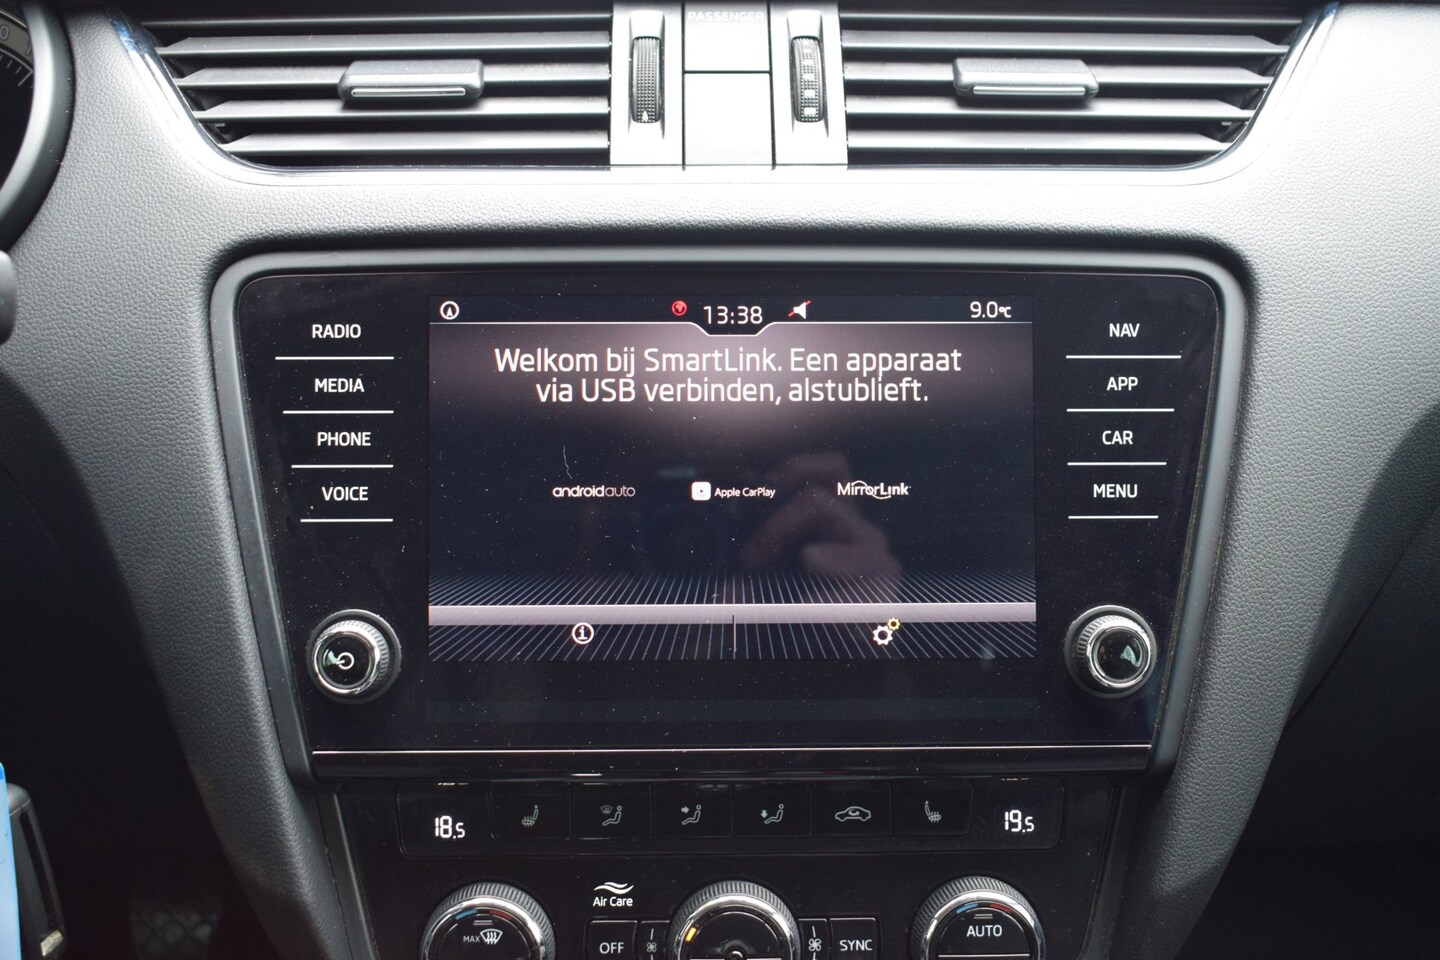 PASSENGER
13:38
9.0°C
RADIO
MEDIA
PHONE
VOICE
Welkom bij SmartLink. Een apparaat
via USB verbinden, alstublieft.
androidauto
Apple CarPlay
MirrorLink
NAV
APP
CAR
MENU
18.5
19.5
Air Care
MAX
OFF
SYNC
AUTO